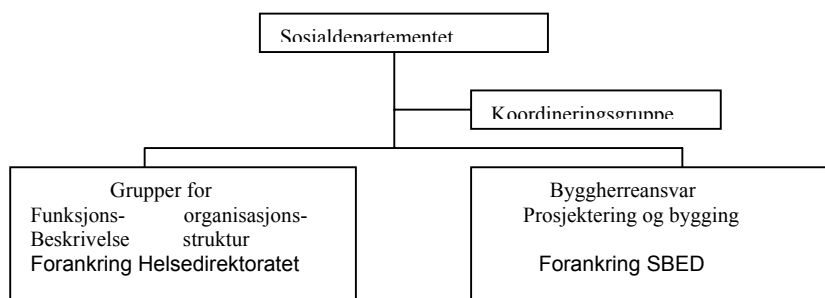 Sosialdepartementet
Koordineringsgruppe
Grupper for
Funksjons- organisasjons-
Beskrivelse struktur
Forankring Helsedirektoratet
Byggherreansvar
Prosjektering og bygging
Forankring SBED